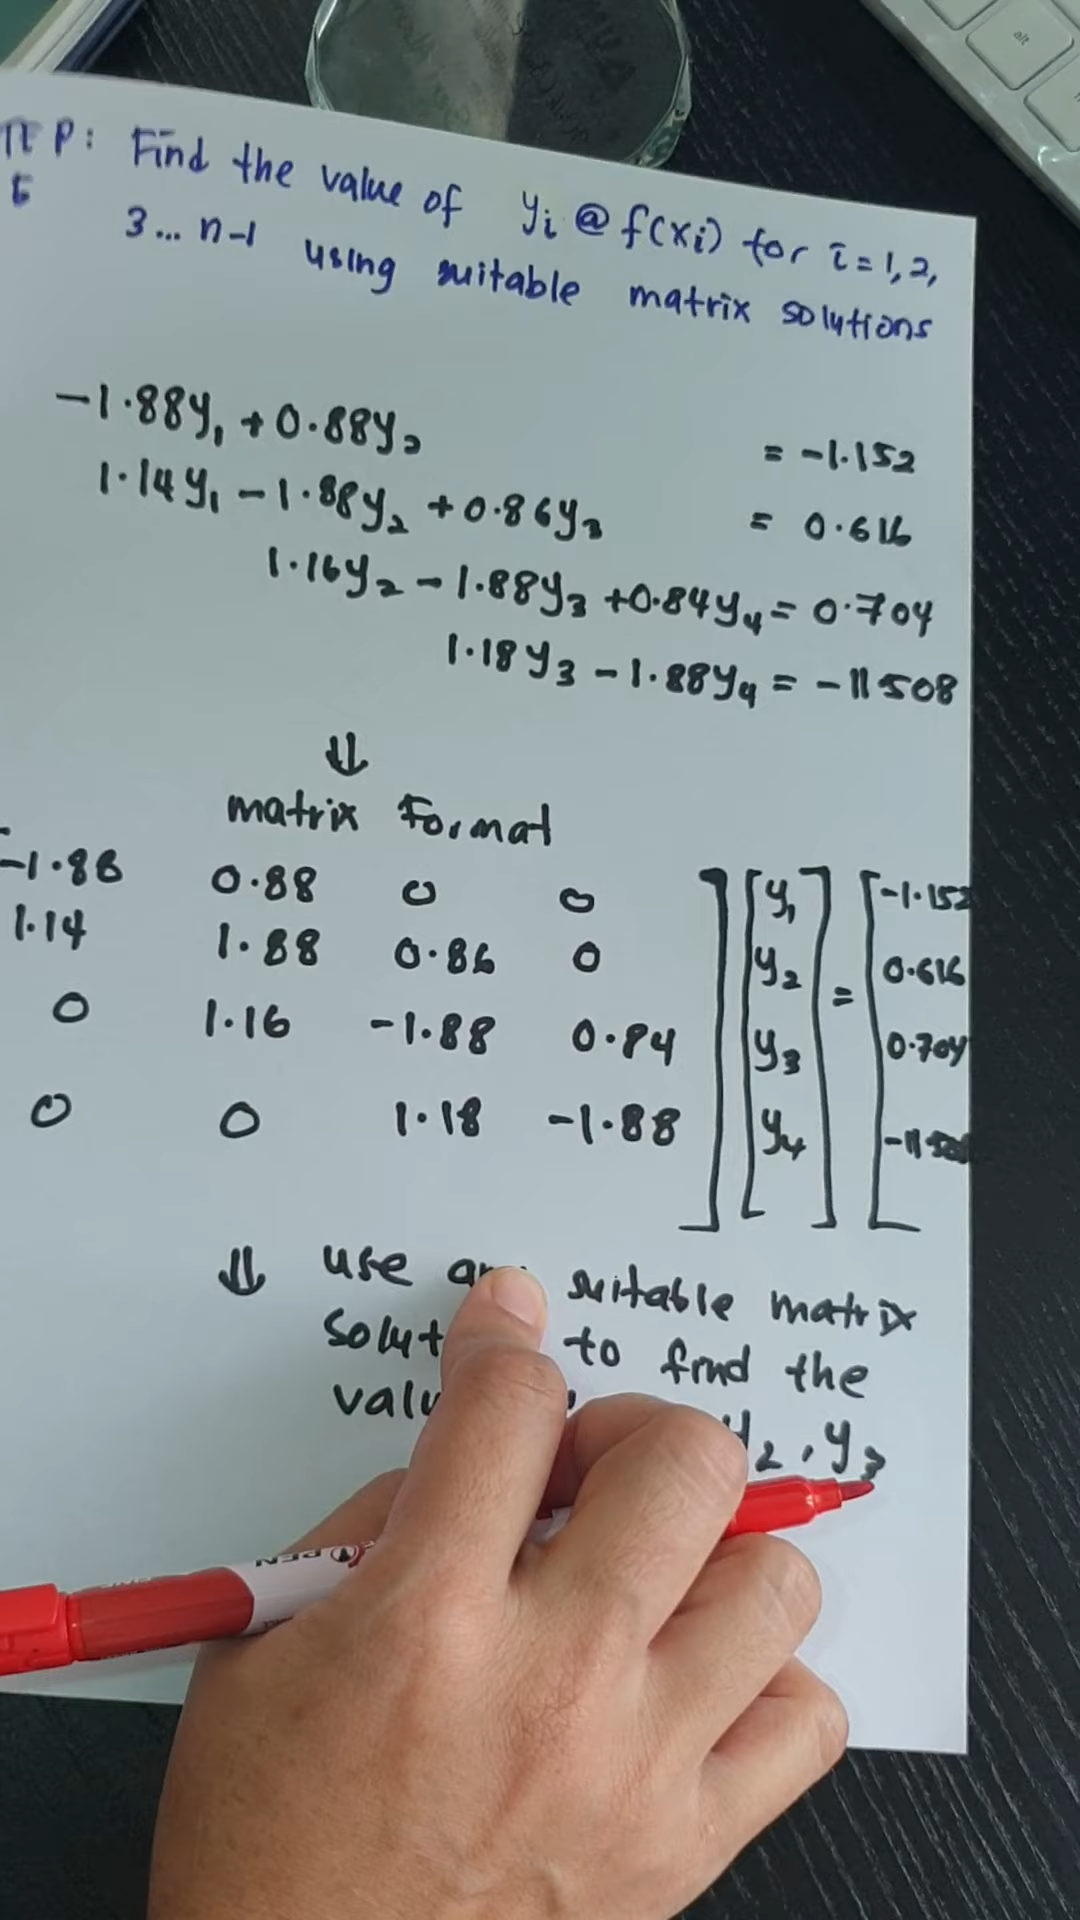 alt
P: Find the value of yi @ f(xi) for i=1,2,
3... n-1 using suitable matrix solutions
-1.88y1 + 0.88y2 = -1.152
1.14y1 - 1.88y2 + 0.86y3 = 0.616
1.16y2 - 1.88y3 + 0.84y4 = 0.704
1.18y3 - 1.88y4 = -11508
⇓
matrix Format
-1.88 0.88 0 0 ] [ y1 ] = [ -1.152
1.14 1.88 0.86 0 y2 0.616
0 1.16 -1.88 0.84 y3 0.704
0 0 1.18 -1.88 y4
⇓ use suitable matrix
to find the
y2, y3
PEN